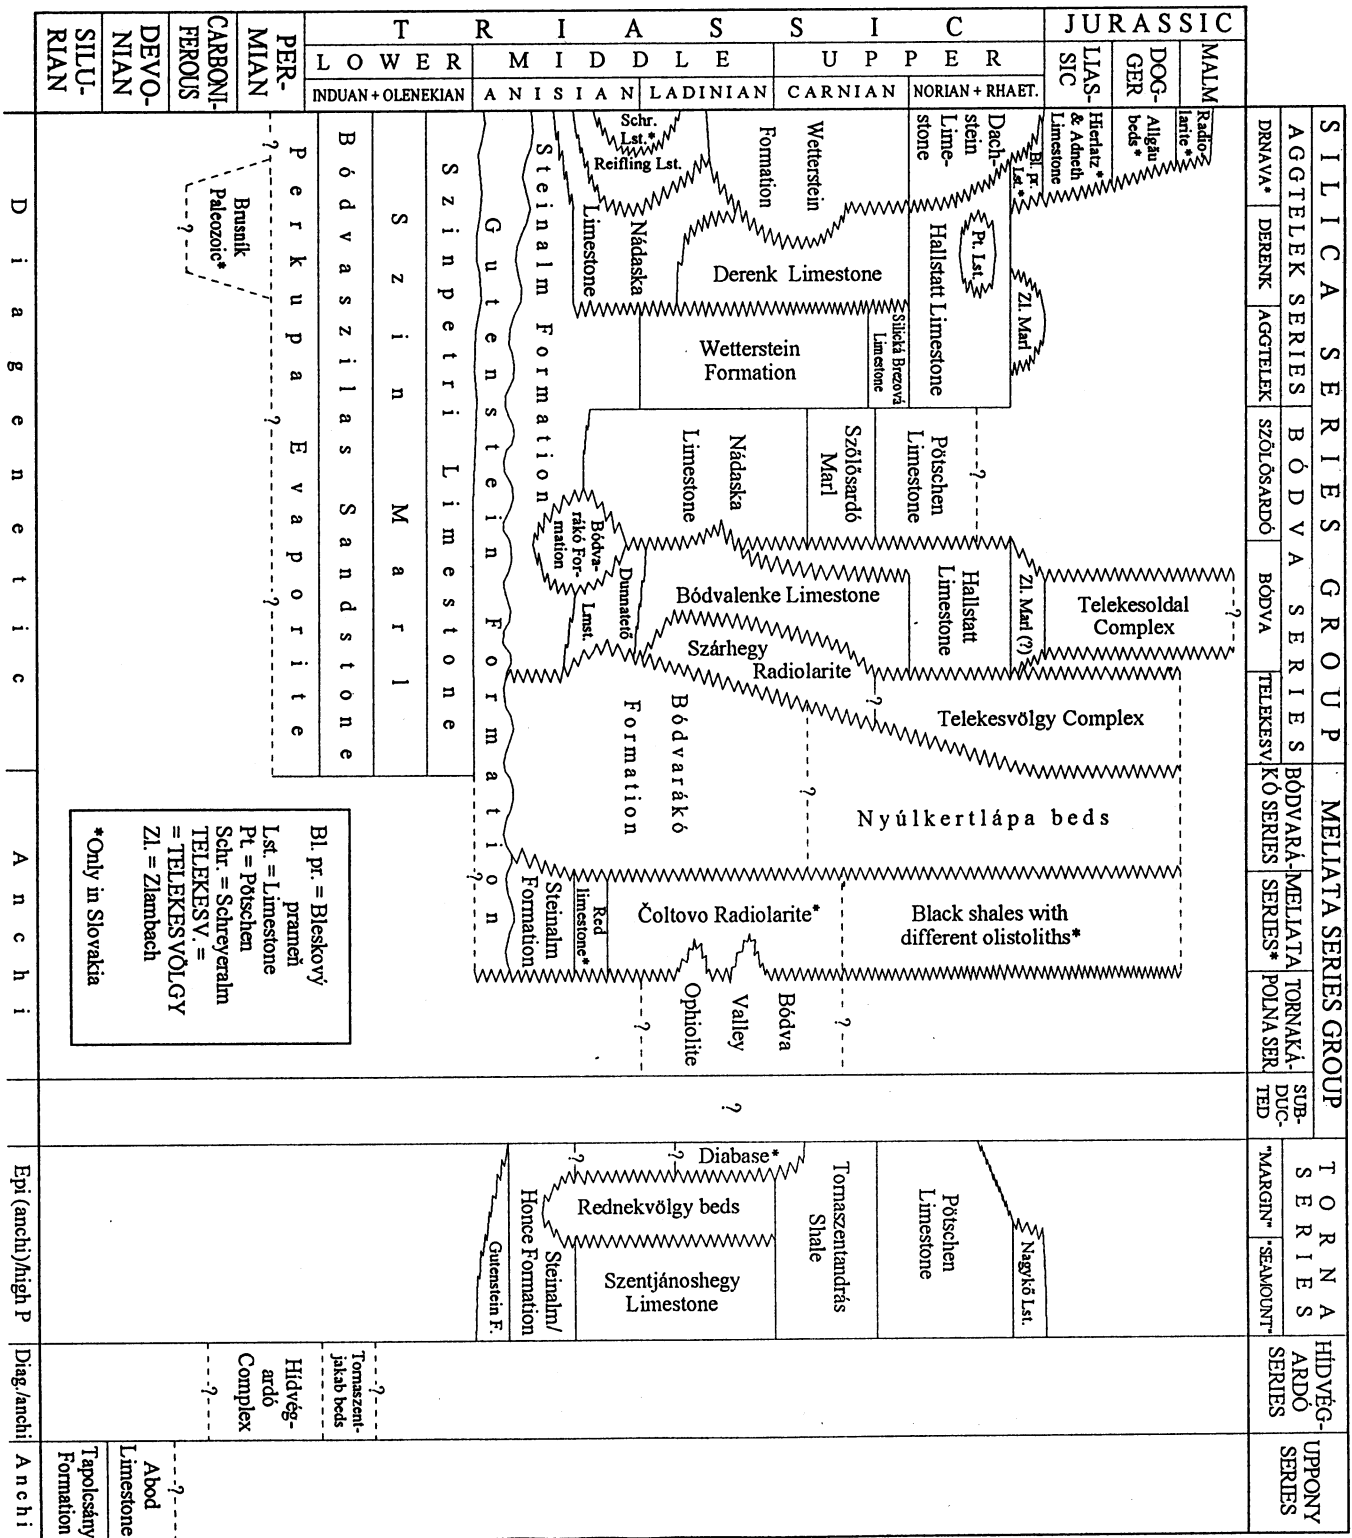 T R I A S S I C
JURASSIC
SILU-
RIAN
DEVO-
NIAN
CARBONI-
FEROUS
PER-
MIAN
LOWER
MIDDLE
UPPER
LIAS-
SIC
DOG-
GER
MALM
INDUAN + OLENEKIAN
ANISIAN
LADINIAN
CARNIAN
NORIAN + RHAET.
SILICA SERIES GROUP
AGGTELEK SERIES
BÓDVA SERIES
DRNAVA*
DERENK
AGGTELEK
SZŐLŐSARDÓ
BÓDVA
TELEKESV.
MELIATA SERIES GROUP
BÓDVARÁ-
KÓ SERIES
MELIATA
SERIES*
TORNAKÁ-
POLNA SER.
SUB-
DUC-
TED
TORNA
SERIES
"MARGIN"
"SEAMOUNT"
HÍDVÉG-
ARDÓ
SERIES
UPPONY
SERIES
Radio-
larite*
Allgäu
beds*
Hierlatz*
& Adneth
Limestone
Bl. pr.
Lst.*
Dach-
stein
Lime-
stone
Wetterstein
Formation
Schr.
Lst.*
Reifling Lst.
Steinalm Formation
Nádaska
Limestone
Derenk Limestone
Hallstatt Limestone
Pt. Lst.
Zl. Marl
Wetterstein
Formation
Silická Brezová
Limestone
Nádaska
Limestone
Szőlősardó
Marl
Pötschen
Limestone
?
Bódva-
rákó For-
mation
Dunnatető
Lmst.
Bódvalenke Limestone
Hallstatt
Limestone
Zl. Marl (?)
Telekesoldal
Complex
?
Szárhegy
Radiolarite
?
Telekesvölgy Complex
Bódvarákó
Formation
?
Nyúlkertlápa beds
Gutenstein Formation
?
Szinpetri Limestone
Szin Marl
Bódvaszilas Sandstone
Perkupa Evaporite
?
?
?
Brusník
Paleozoic*
?
Steinalm
Formation
Red
limestone*
Čoltovo Radiolarite*
?
Black shales with
different olistoliths*
Bódva
Valley
Ophiolite
?
?
?
Diabase*
?
?
Rednekvölgy beds
Szentjánoshegy
Limestone
Steinalm/
Honce Formation
Gutenstein F.
Tornaszentandrás
Shale
Pötschen
Limestone
Nagykő Lst.
Tornaszent-
jakab beds
?
Hídvég-
ardó
Complex
?
Abod
Limestone
?
Tapolcsány
Formation
Bl. pr. = Bleskový
prameň
Lst. = Limestone
Pt. = Pötschen
Schr. = Schreyeralm
TELEKESV. =
= TELEKESVÖLGY
Zl. = Zlambach
*Only in Slovakia
Diagenetic
Anchi
Epi (anchi)/high P
Diag./anchi
Anchi